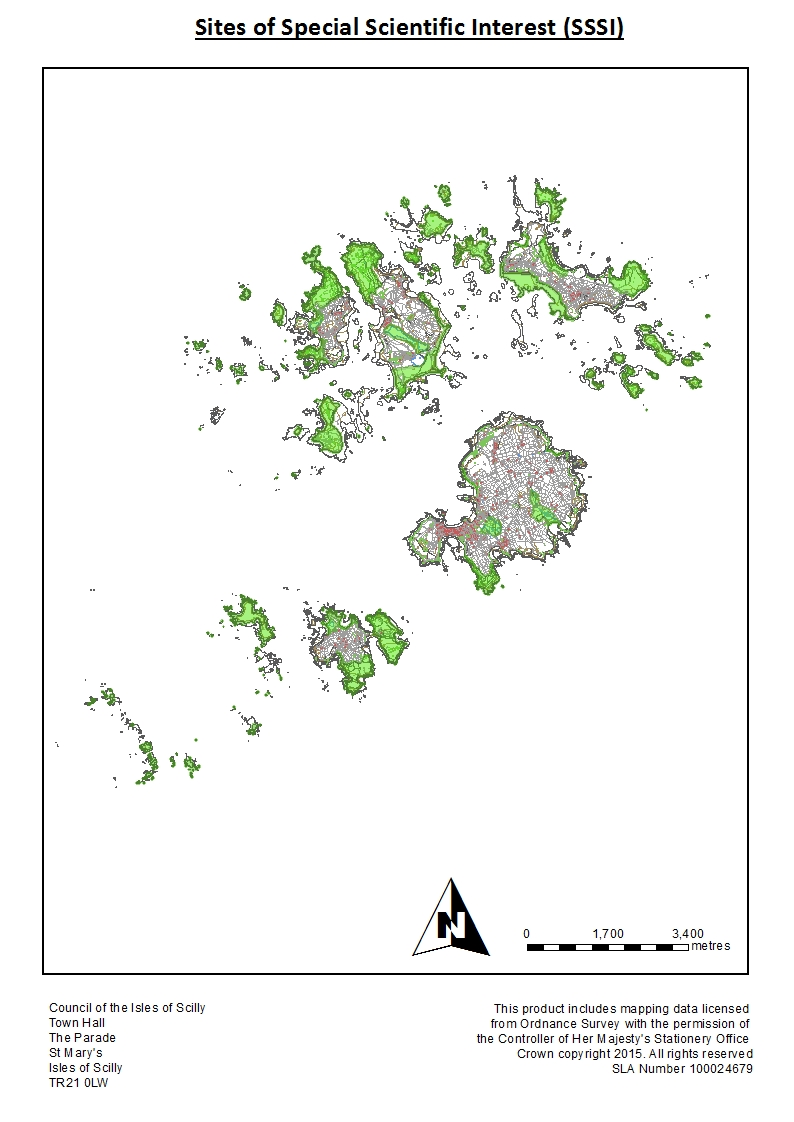 Sites of Special Scientific Interest (SSSI)
N
0 1,700 3,400
metres
Council of the Isles of Scilly
Town Hall
The Parade
St Mary's
Isles of Scilly
TR21 0LW
This product includes mapping data licensed
from Ordnance Survey with the permission of
the Controller of Her Majesty's Stationery Office
Crown copyright 2015. All rights reserved
SLA Number 100024679